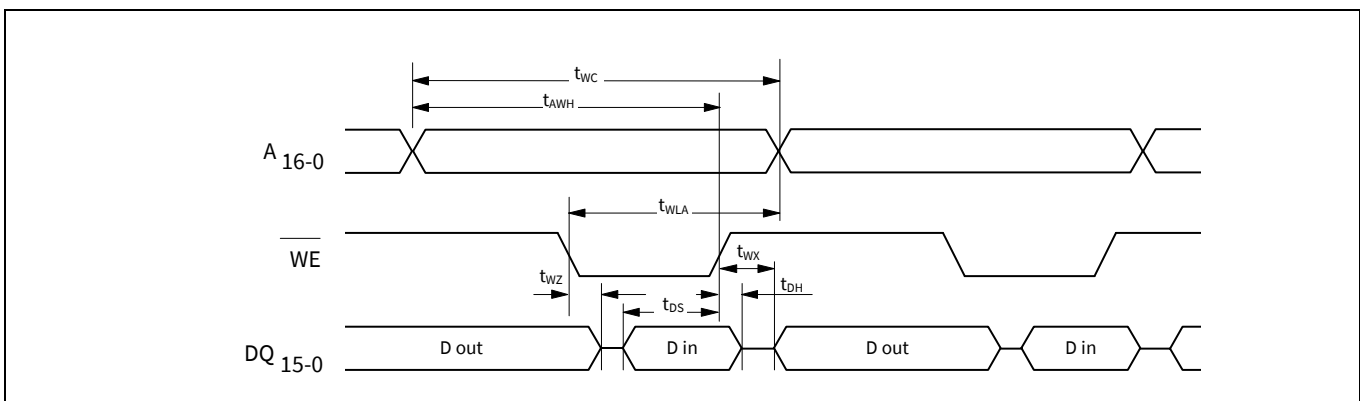 tWC
tAWH
A 16-0
tWLA
WE
tWX
tWZ
tDS
tDH
DQ 15-0
D out
D in
D out
D in